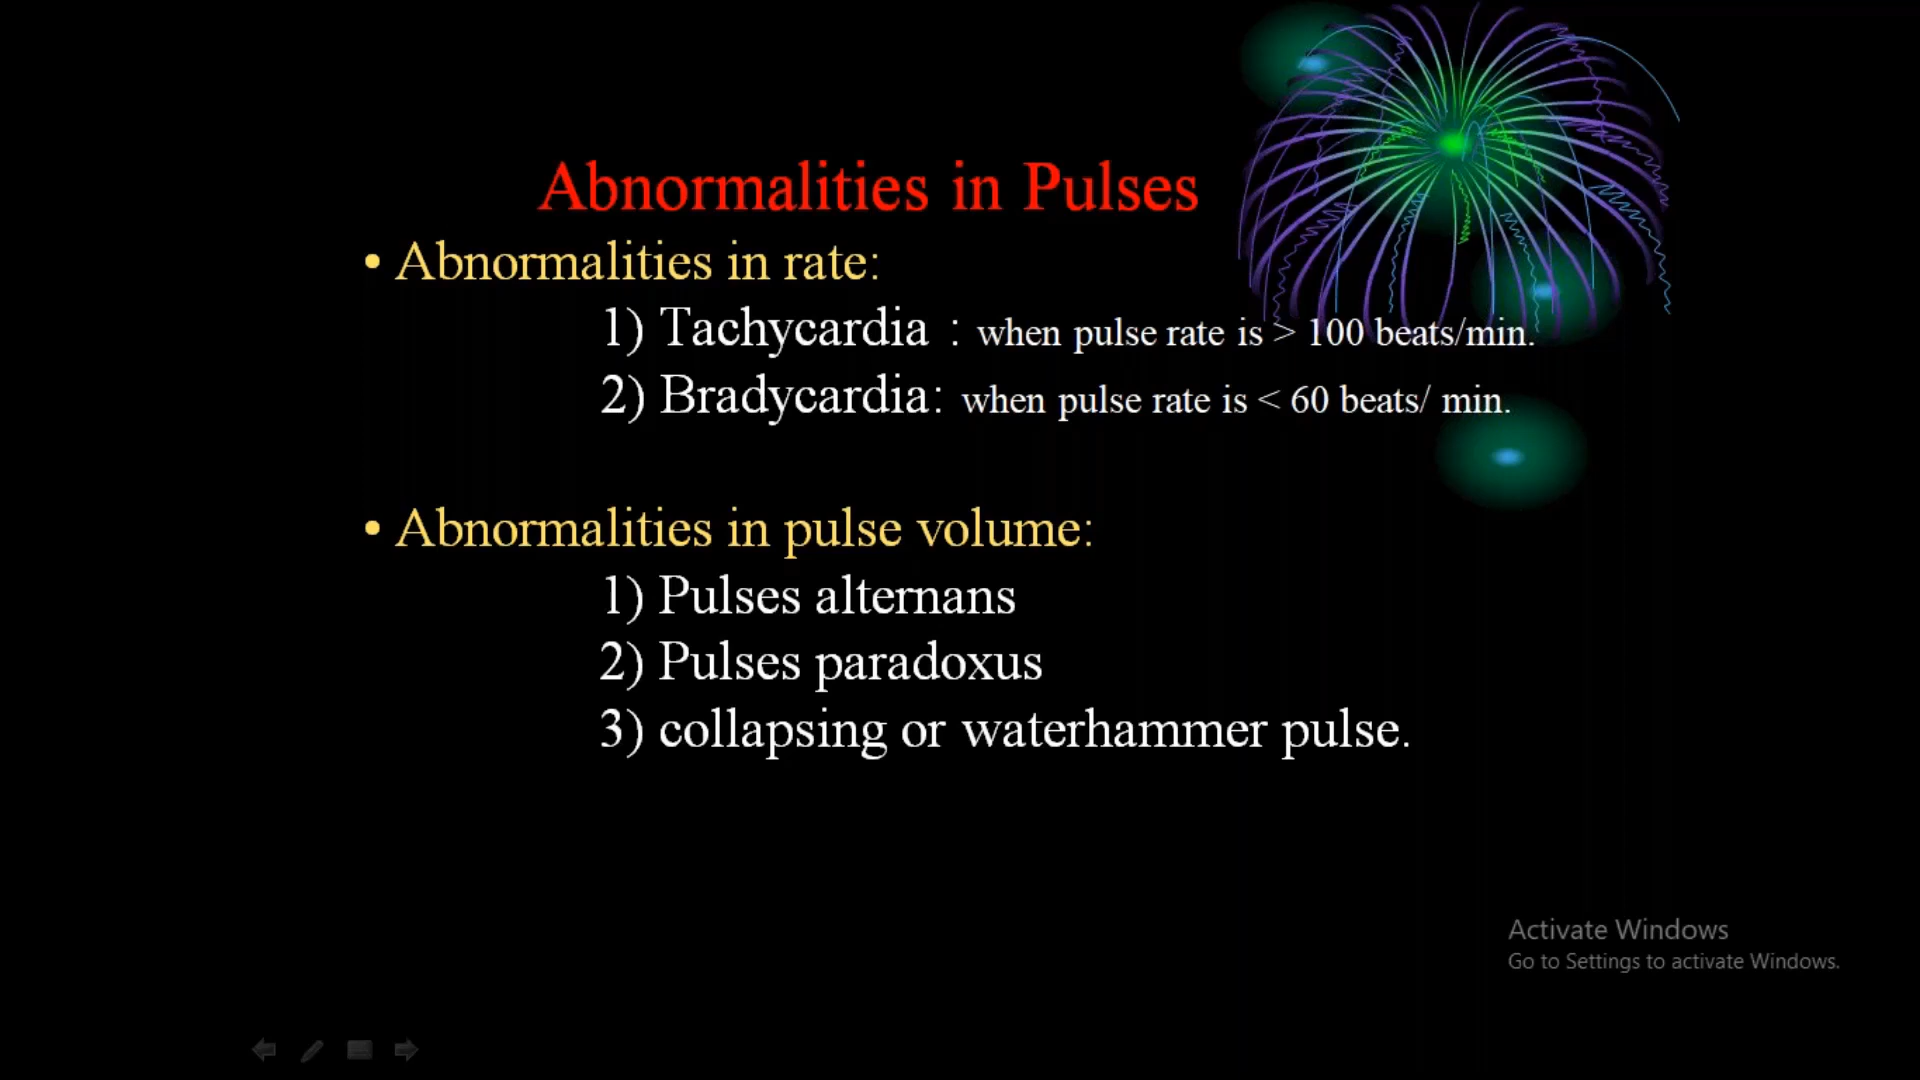 Abnormalities in Pulses
• Abnormalities in rate:
1) Tachycardia : when pulse rate is > 100 beats/min.
2) Bradycardia: when pulse rate is < 60 beats/ min.
• Abnormalities in pulse volume:
1) Pulses alternans
2) Pulses paradoxus
3) collapsing or waterhammer pulse.
Activate Windows
Go to Settings to activate Windows.